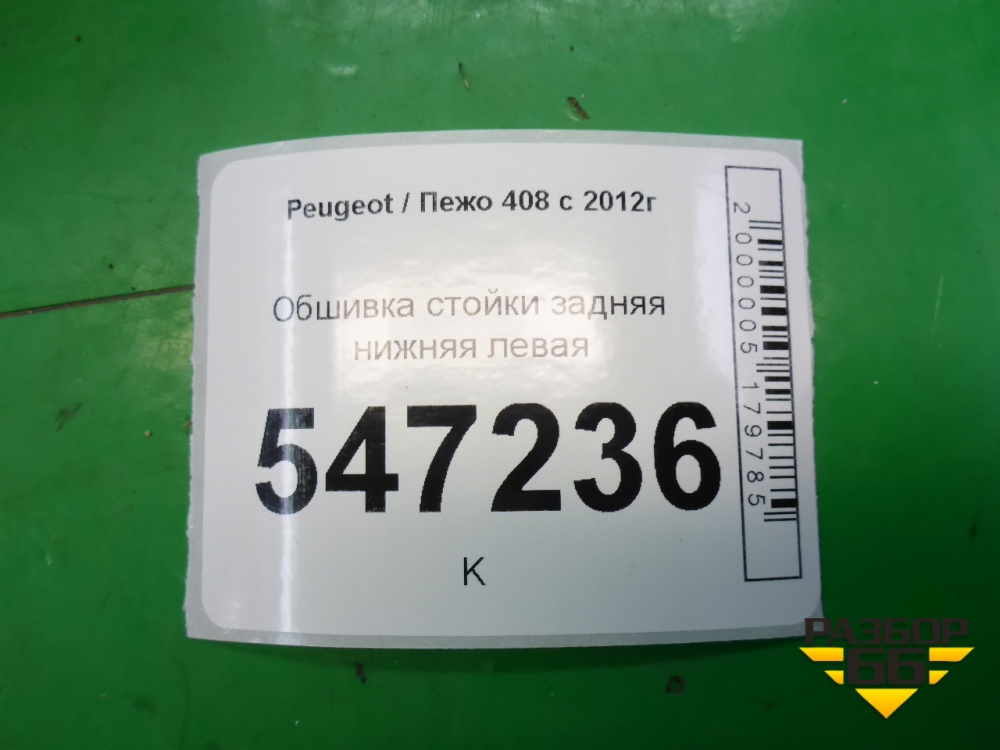 Peugeot / Пежо 408 с 2012г
Обшивка стойки задняя
нижняя левая
547236
К
2000005179785
РАЗБОР
66